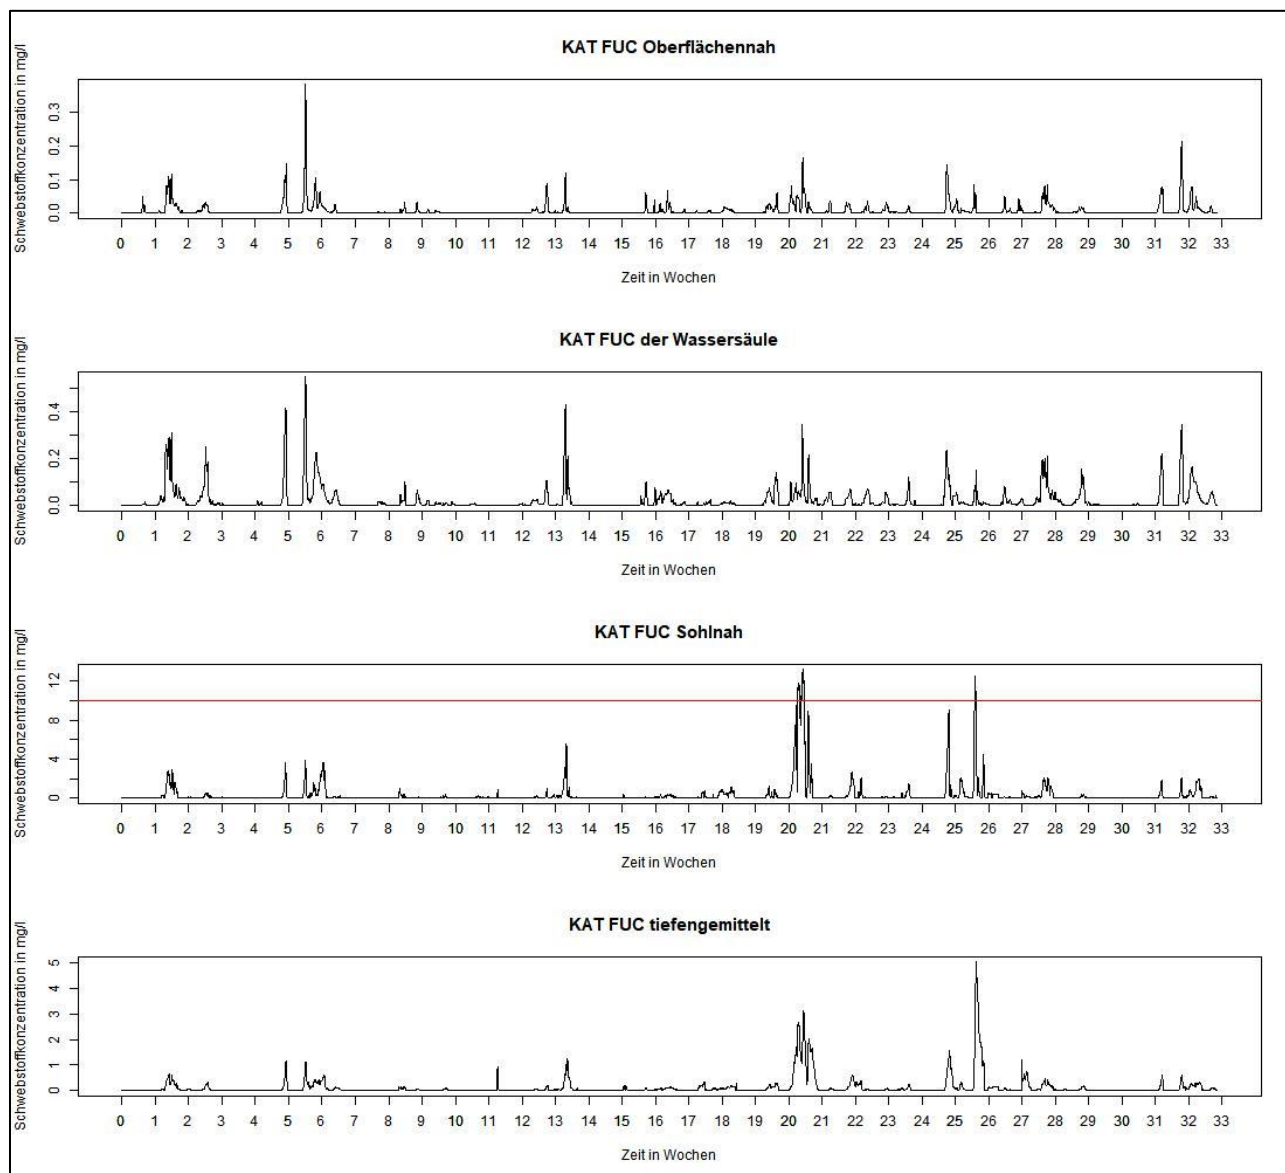 KAT FUC Oberflächennah
Schwebstoffkonzentration in mg/l
0.0 0.1 0.2 0.3
0 1 2 3 4 5 6 7 8 9 10 11 12 13 14 15 16 17 18 19 20 21 22 23 24 25 26 27 28 29 30 31 32 33
Zeit in Wochen
KAT FUC der Wassersäule
Schwebstoffkonzentration in mg/l
0.0 0.2 0.4
0 1 2 3 4 5 6 7 8 9 10 11 12 13 14 15 16 17 18 19 20 21 22 23 24 25 26 27 28 29 30 31 32 33
Zeit in Wochen
KAT FUC Sohlnah
Schwebstoffkonzentration in mg/l
0 4 8 12
0 1 2 3 4 5 6 7 8 9 10 11 12 13 14 15 16 17 18 19 20 21 22 23 24 25 26 27 28 29 30 31 32 33
Zeit in Wochen
KAT FUC tiefengemittelt
Schwebstoffkonzentration in mg/l
0 1 2 3 4 5
0 1 2 3 4 5 6 7 8 9 10 11 12 13 14 15 16 17 18 19 20 21 22 23 24 25 26 27 28 29 30 31 32 33
Zeit in Wochen